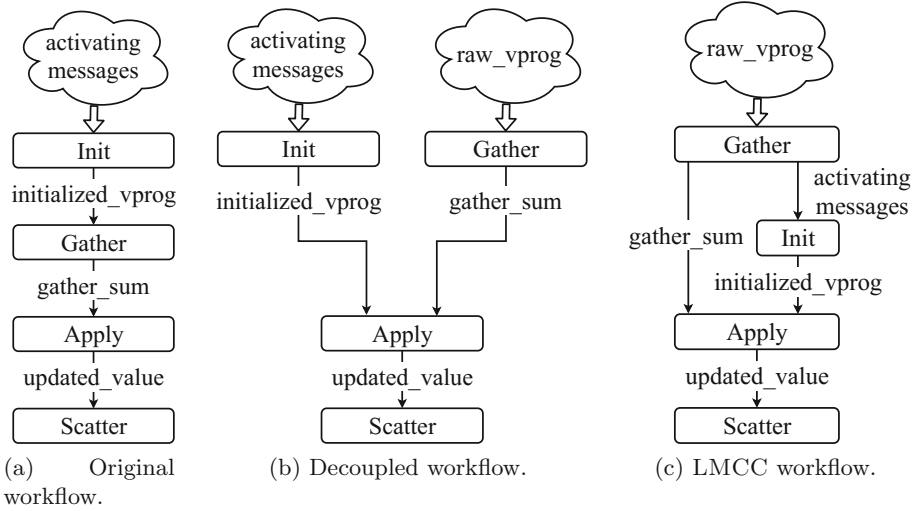 activating
messages
Init
initialized_vprog
Gather
gather_sum
Apply
updated_value
Scatter
(a) Original
workflow.
activating
messages
raw_vprog
Init
Gather
initialized_vprog
gather_sum
Apply
updated_value
Scatter
(b) Decoupled workflow.
raw_vprog
Gather
activating
messages
gather_sum
Init
initialized_vprog
Apply
updated_value
Scatter
(c) LMCC workflow.